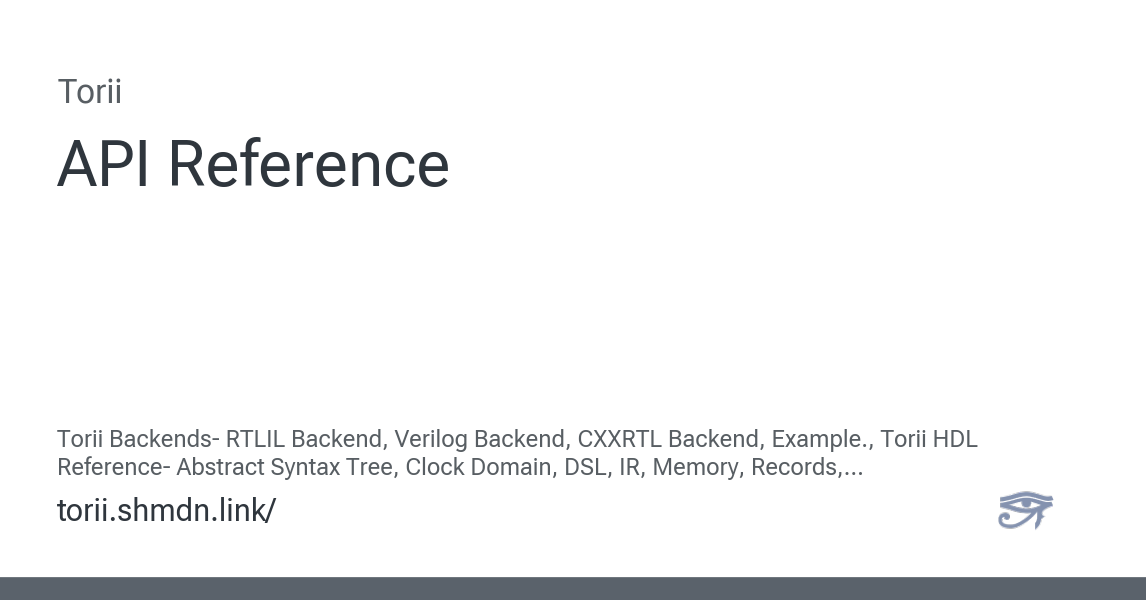 Torii
API Reference
Torii Backends- RTLIL Backend, Verilog Backend, CXXRTL Backend, Example., Torii HDL
Reference- Abstract Syntax Tree, Clock Domain, DSL, IR, Memory, Records,...
torii.shmdn.link/